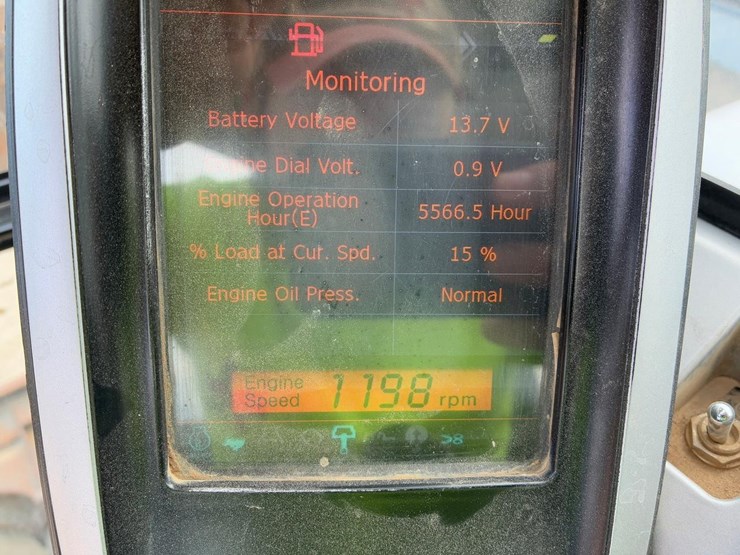 Monitoring
Battery Voltage 13.7 V
Dial Volt. 0.9 V
Engine Operation
Hour(E) 5566.5 Hour
% Load at Cur. Spd. 15 %
Engine Oil Press. Normal
Engine
Speed 1198 rpm
>8